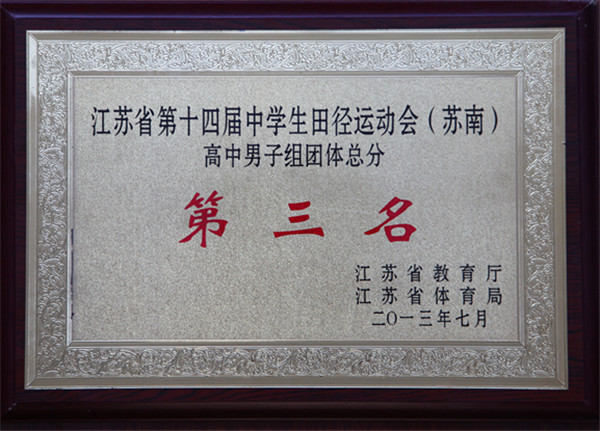 江苏省第十四届中学生田径运动会（苏南）
高中男子组团体总分
第三名
江苏省教育厅
江苏省体育局
二〇一三年七月